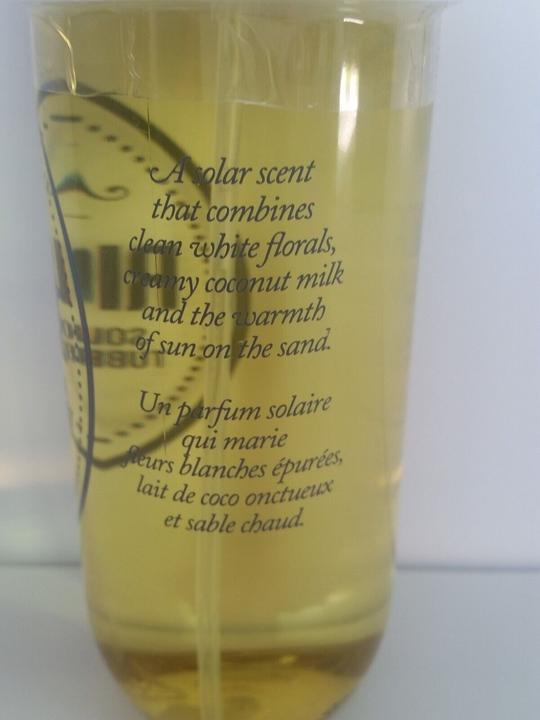 A solar scent
that combines
clean white florals,
creamy coconut milk
and the warmth
of sun on the sand.
Un parfum solaire
qui marie
fleurs blanches épurées,
lait de coco onctueux
et sable chaud.